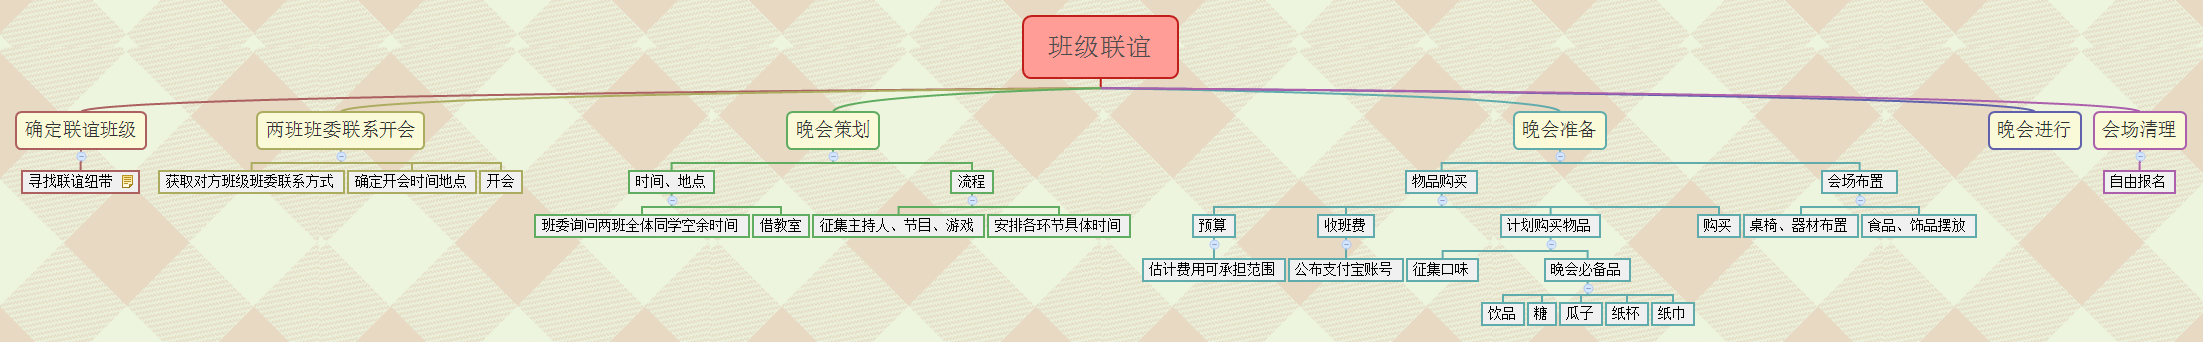 班级联谊
确定联谊班级
两班班委联系开会
晚会策划
晚会准备
晚会进行
会场清理
寻找联谊纽带
获取对方班级班委联系方式
确定开会时间地点
开会
时间、地点
流程
物品购买
会场布置
自由报名
班委询问两班全体同学空余时间
借教室
征集主持人、节目、游戏
安排各环节具体时间
预算
收班费
计划购买物品
购买
桌椅、器材布置
食品、饰品摆放
估计费用可承担范围
公布支付宝账号
征集口味
晚会必备品
饮品
糖
瓜子
纸杯
纸巾